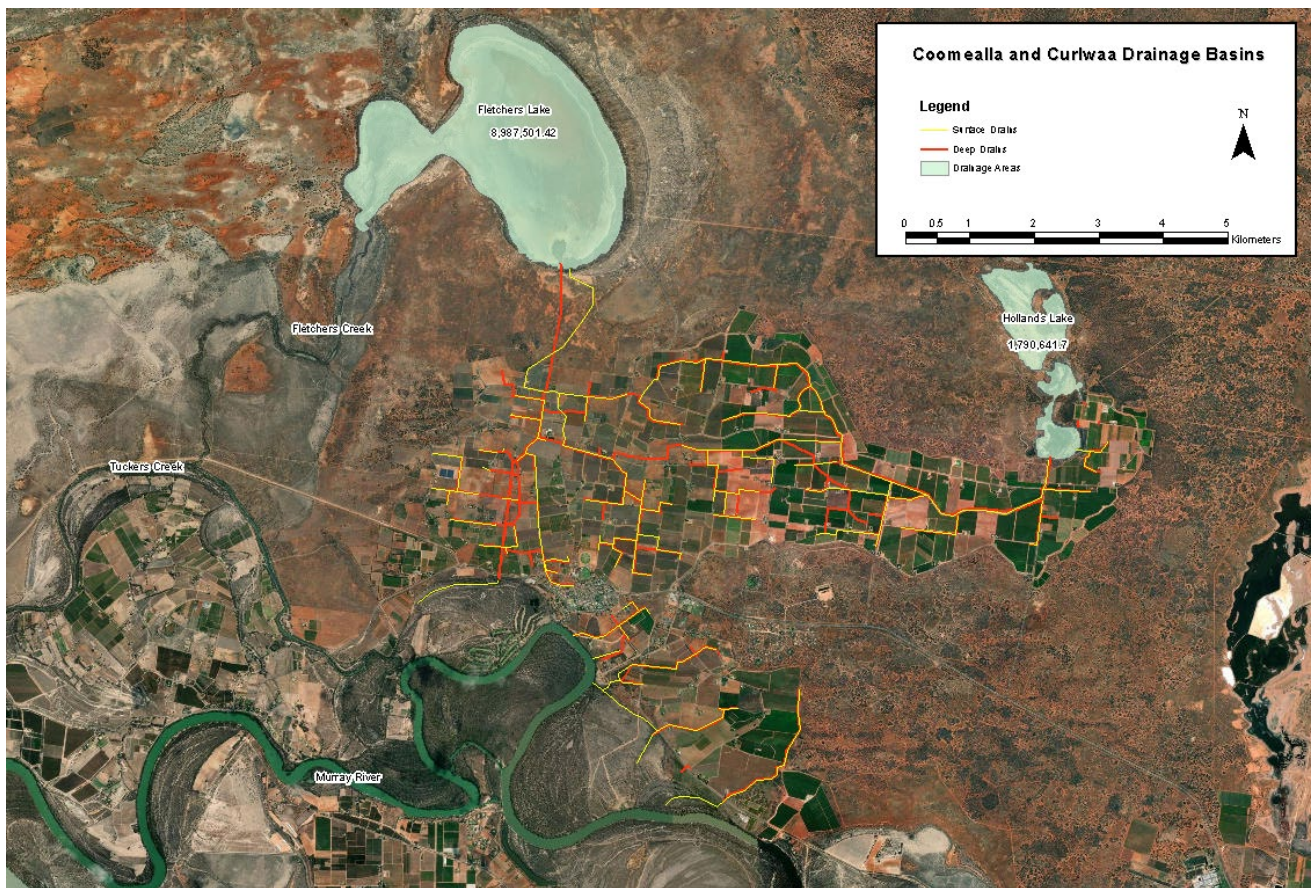 Coomealla and Curlwaa Drainage Basins
Legend
Surface Drains
Deep Drains
Drainage Areas
N
0 0.5 1 2 3 4 5
Kilometers
Fletchers Lake
8,987,501.42
Hollands Lake
1,790,641.7
Fletchers Creek
Tuckers Creek
Murray River